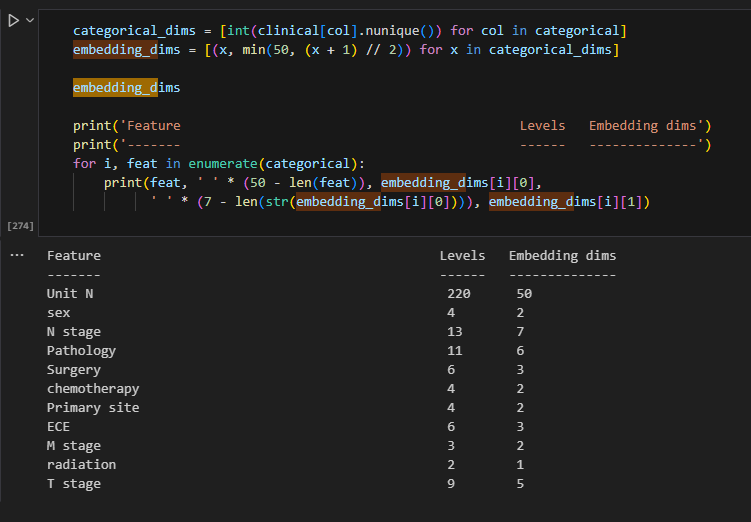 categorical_dims = [int(clinical[col].nunique()) for col in categorical]
embedding_dims = [(x, min(50, (x + 1) // 2)) for x in categorical_dims]
embedding_dims
print('Feature                                            Levels   Embedding dims')
print('-------                                            ------   --------------')
for i, feat in enumerate(categorical):
    print(feat, ' ' * (50 - len(feat)), embedding_dims[i][0],
          ' ' * (7 - len(str(embedding_dims[i][0]))), embedding_dims[i][1])
[274]
... Feature                                            Levels   Embedding dims
-------                                            ------   --------------
Unit N                                              220      50
sex                                                 4        2
N stage                                             13       7
Pathology                                           11       6
Surgery                                             6        3
chemotherapy                                        4        2
Primary site                                        4        2
ECE                                                 6        3
M stage                                             3        2
radiation                                           2        1
T stage                                             9        5